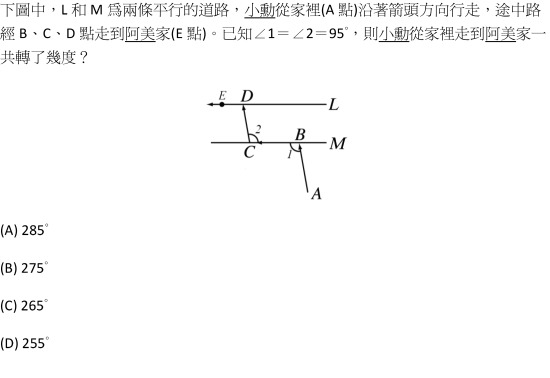 下圖中，L 和 M 為兩條平行的道路，小勳從家裡(A 點)沿著箭頭方向行走，途中路
經 B、C、D 點走到阿美家(E 點)。已知∠1＝∠2＝95°，則小勳從家裡走到阿美家一
共轉了幾度？
E D
L
2
B
M
C
1
A
(A) 285°
(B) 275°
(C) 265°
(D) 255°